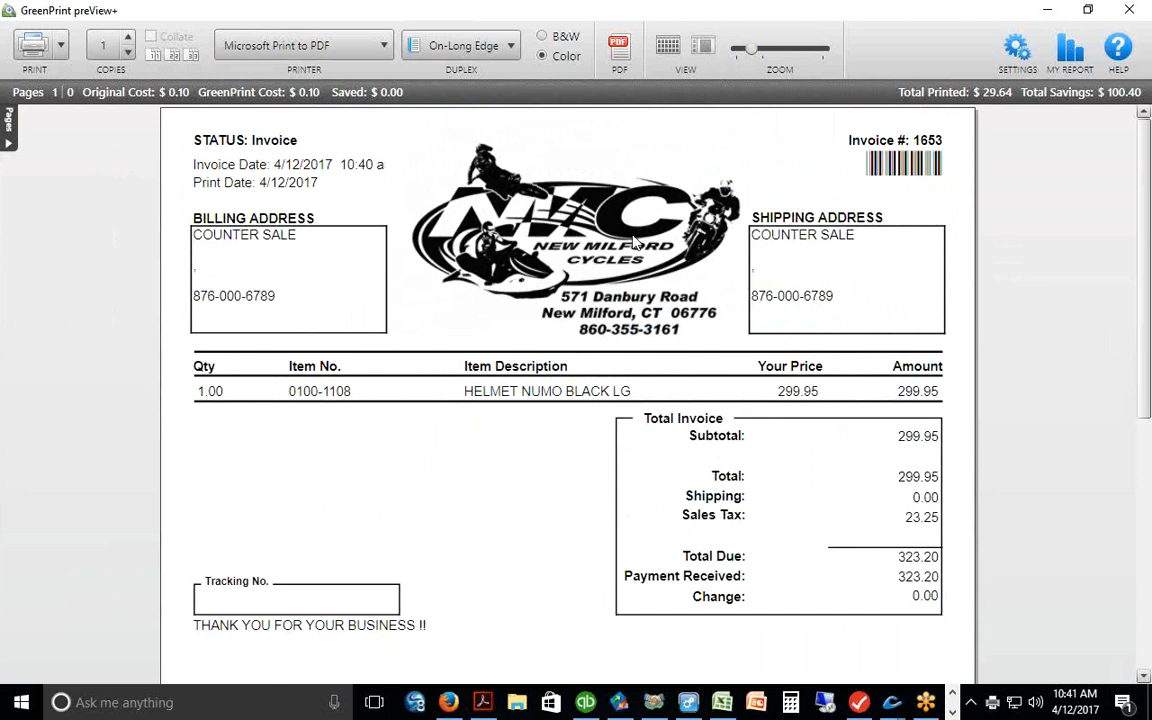 GreenPrint preView+
1
Collate
Microsoft Print to PDF
On-Long Edge
B&W
Color
PRINT
COPIES
PRINTER
DUPLEX
PDF
VIEW
ZOOM
SETTINGS
MY REPORT
HELP
Pages 1 | 0 Original Cost: $ 0.10 GreenPrint Cost: $ 0.10 Saved: $ 0.00 Total Printed: $ 29.64 Total Savings: $ 100.40
Pages
STATUS: Invoice
Invoice #: 1653
Invoice Date: 4/12/2017 10:40 a
Print Date: 4/12/2017
NMC
NEW MILFORD
CYCLES
571 Danbury Road
New Milford, CT 06776
860-355-3161
BILLING ADDRESS
COUNTER SALE
,
876-000-6789
SHIPPING ADDRESS
COUNTER SALE
,
876-000-6789
Qty Item No. Item Description Your Price Amount
1.00 0100-1108 HELMET NUMO BLACK LG 299.95 299.95
Total Invoice
Subtotal: 299.95
Total: 299.95
Shipping: 0.00
Sales Tax: 23.25
Total Due: 323.20
Payment Received: 323.20
Change: 0.00
Tracking No.
THANK YOU FOR YOUR BUSINESS !!
Ask me anything
10:41 AM
4/12/2017